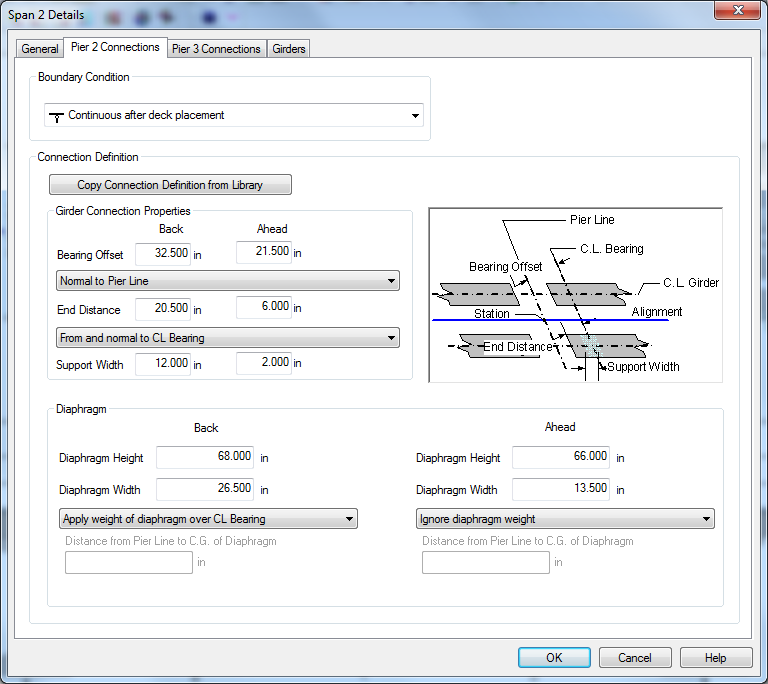 Span 2 Details
General Pier 2 Connections Pier 3 Connections Girders
Boundary Condition
Continuous after deck placement
Connection Definition
Copy Connection Definition from Library
Girder Connection Properties
Back Ahead
Bearing Offset 32.500 in 21.500 in
Normal to Pier Line
End Distance 20.500 in 6.000 in
From and normal to CL Bearing
Support Width 12.000 in 2.000 in
Pier Line
C.L. Bearing
Bearing Offset
C.L. Girder
Station
Alignment
End Distance
Support Width
Diaphragm
Back Ahead
Diaphragm Height 68.000 in Diaphragm Height 66.000 in
Diaphragm Width 26.500 in Diaphragm Width 13.500 in
Apply weight of diaphragm over CL Bearing Ignore diaphragm weight
Distance from Pier Line to C.G. of Diaphragm Distance from Pier Line to C.G. of Diaphragm
in in
OK Cancel Help